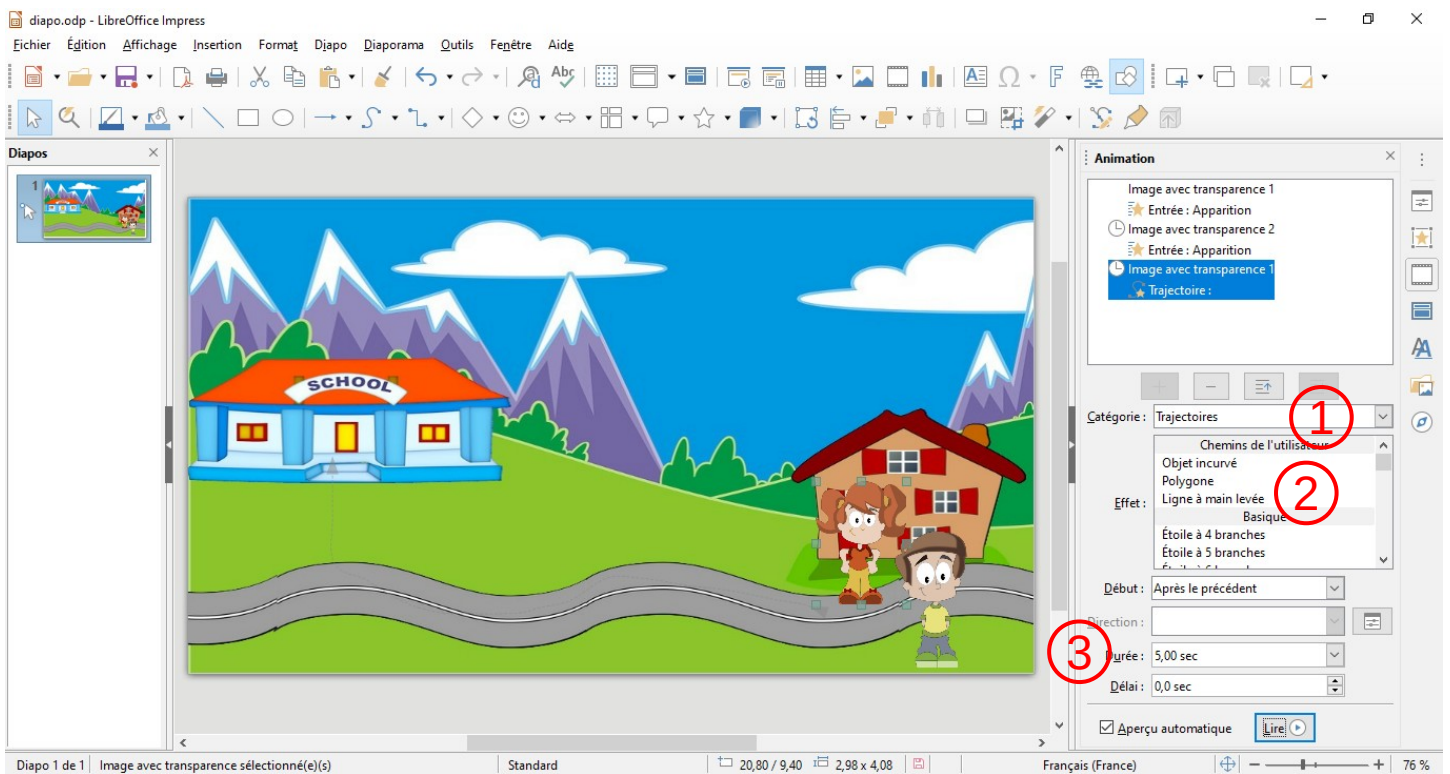 diapo.odp - LibreOffice Impress
Fichier Édition Affichage Insertion Format Diapo Diaporama Outils Fenêtre Aide
Diapos
1
SCHOOL
Animation
Image avec transparence 1
Entrée : Apparition
Image avec transparence 2
Entrée : Apparition
Image avec transparence 1
Trajectoire :
Catégorie : Trajectoires
1
Chemins de l'utilisateur
Objet incurvé
Polygone
2
Effet : Ligne à main levée
Basique
Étoile à 4 branches
Étoile à 5 branches
Début : Après le précédent
Direction :
3
Durée : 5,00 sec
Délai : 0,0 sec
Aperçu automatique Lire
Diapo 1 de 1 Image avec transparence sélectionné(e)(s) Standard 20,80 / 9,40 2,98 x 4,08 Français (France) 76 %